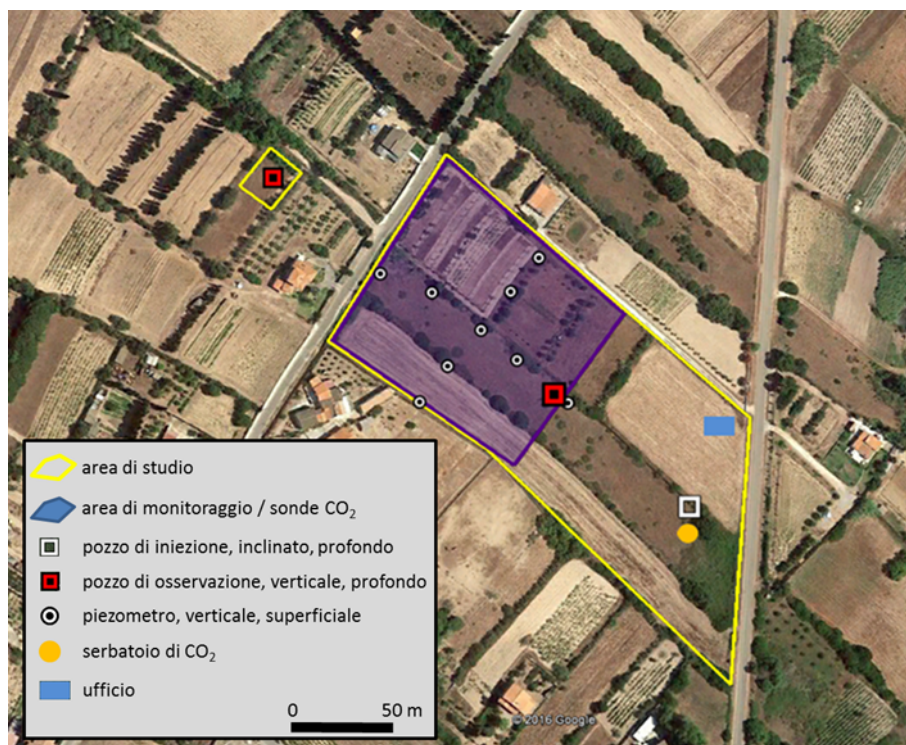 area di studio
area di monitoraggio / sonde CO₂
pozzo di iniezione, inclinato, profondo
pozzo di osservazione, verticale, profondo
piezometro, verticale, superficiale
serbatoio di CO₂
ufficio
0 50 m
© 2016 Google